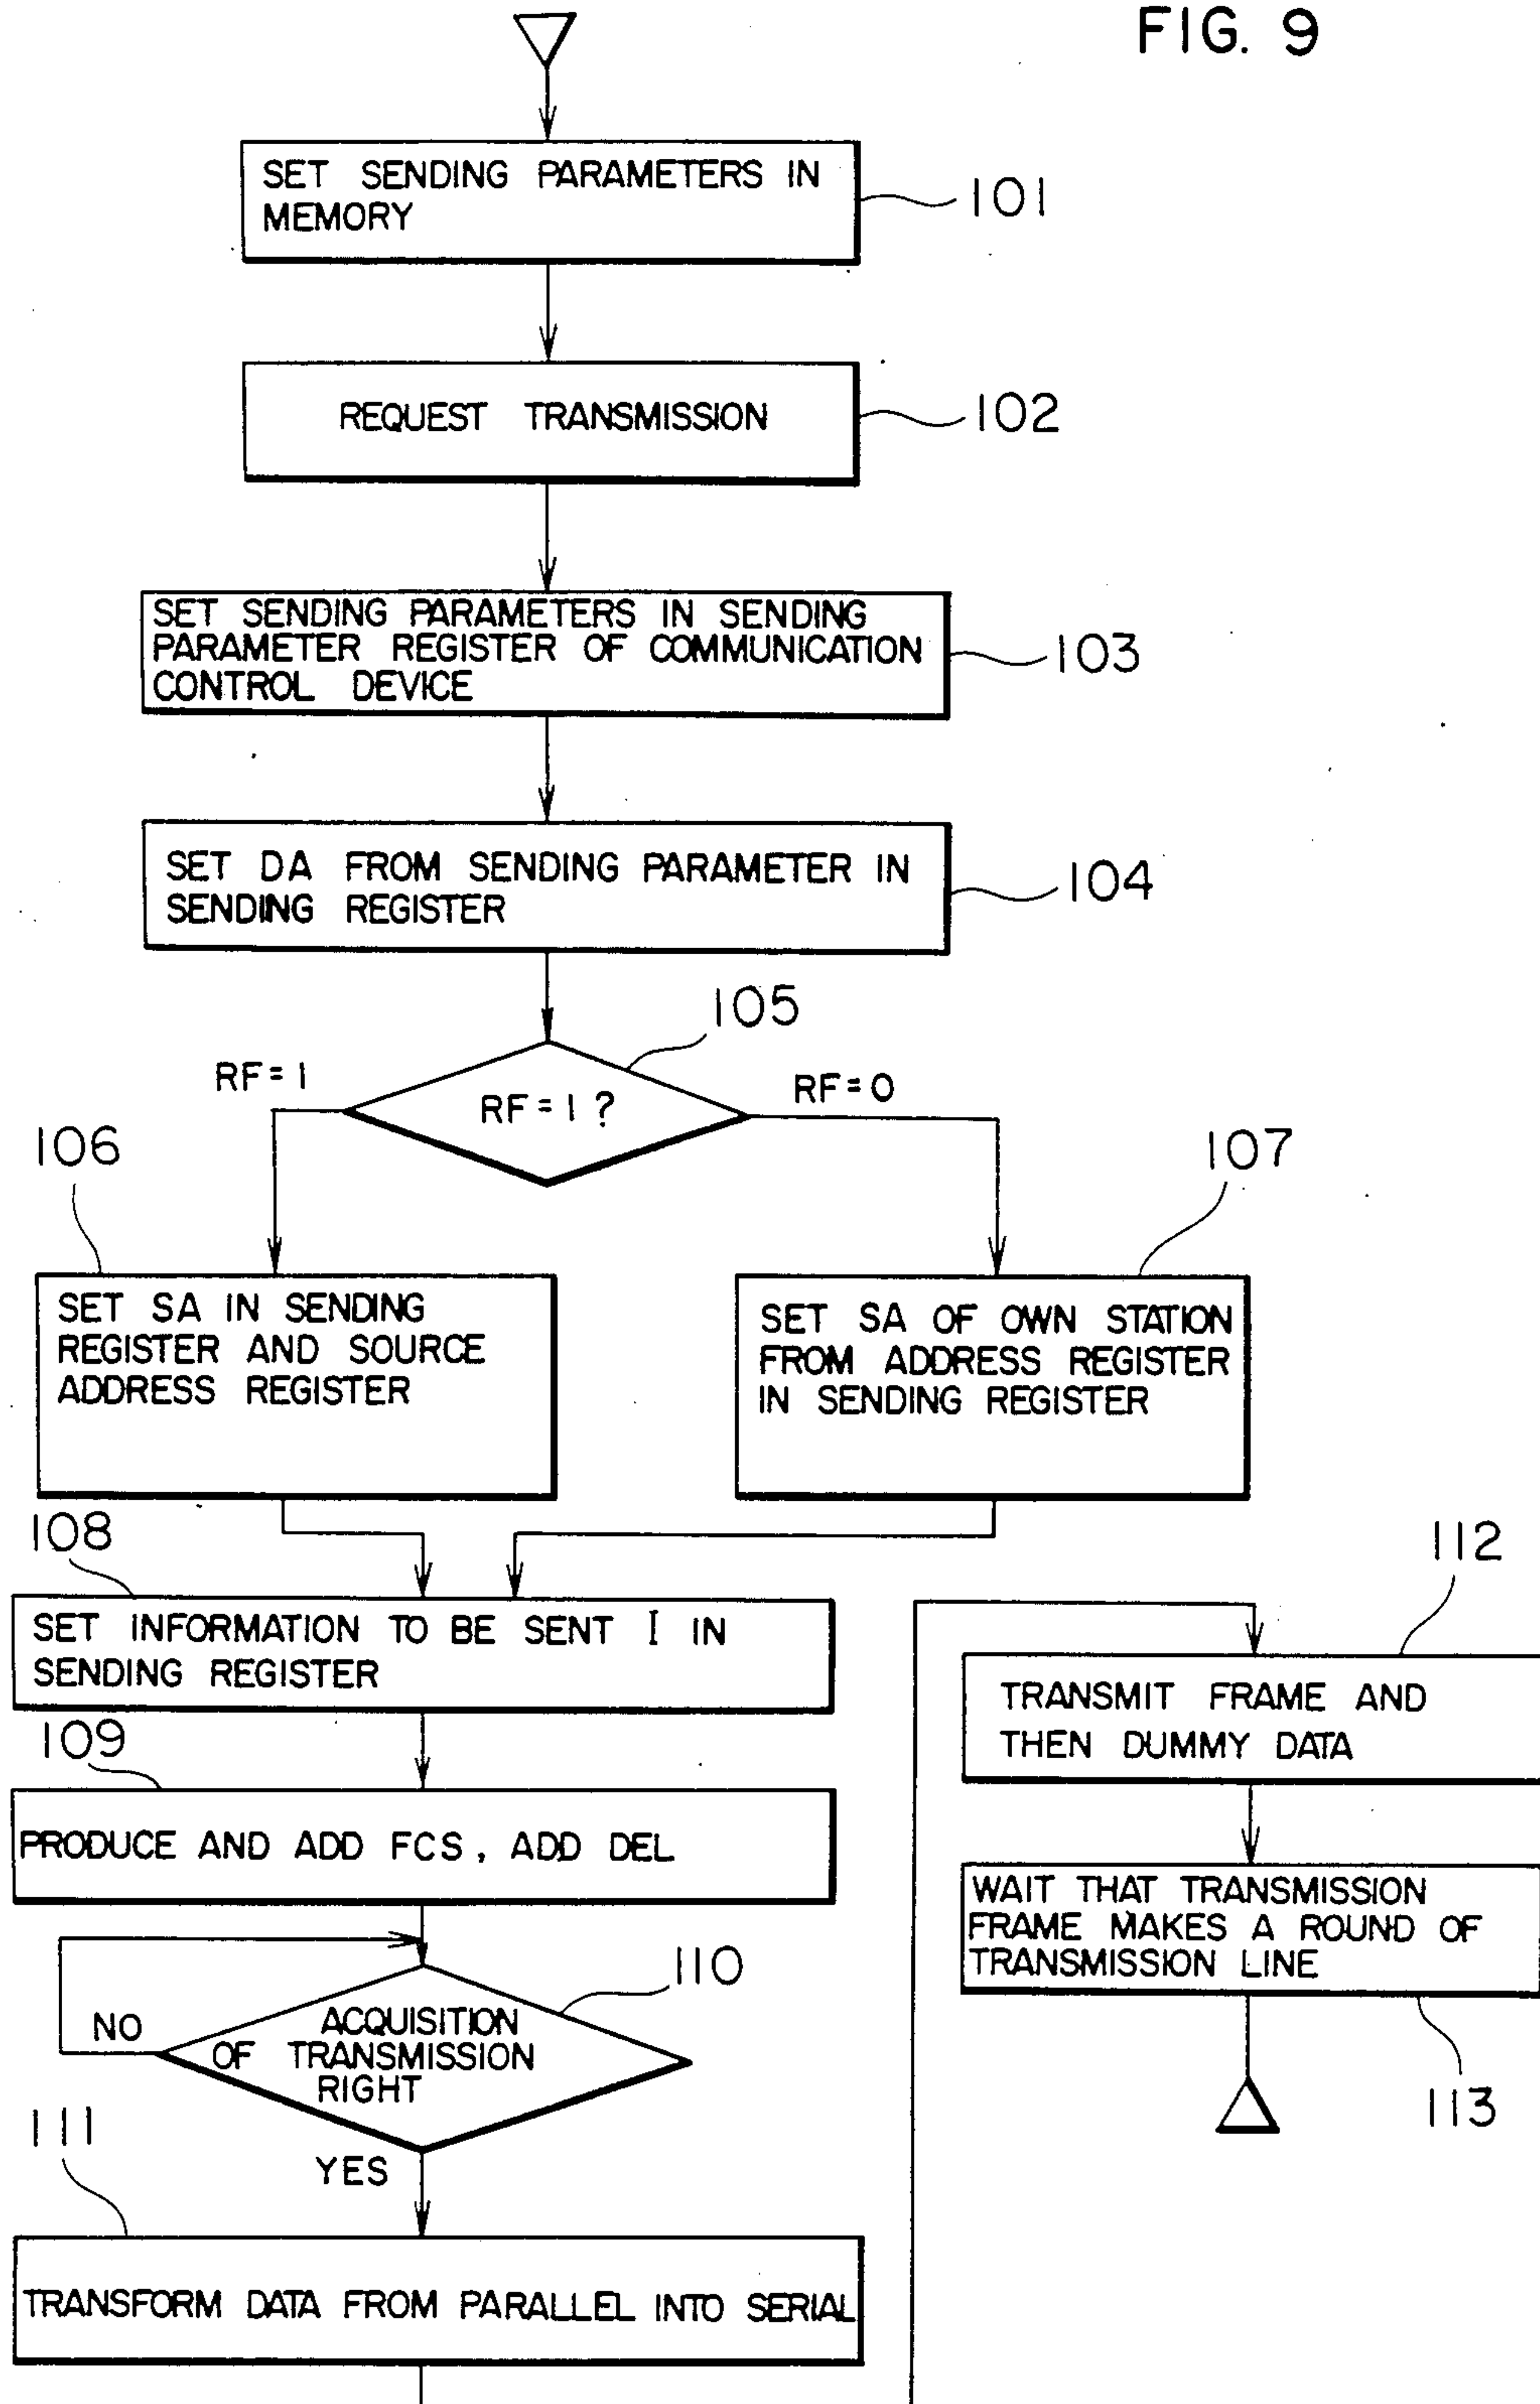 FIG. 9
SET SENDING PARAMETERS IN
MEMORY
101
REQUEST TRANSMISSION
102
SET SENDING PARAMETERS IN SENDING
PARAMETER REGISTER OF COMMUNICATION
CONTROL DEVICE
103
SET DA FROM SENDING PARAMETER IN
SENDING REGISTER
104
105
RF=1
RF=1?
RF=0
106
107
SET SA IN SENDING
REGISTER AND SOURCE
ADDRESS REGISTER
SET SA OF OWN STATION
FROM ADDRESS REGISTER
IN SENDING REGISTER
108
SET INFORMATION TO BE SENT I IN
SENDING REGISTER
109
PRODUCE AND ADD FCS, ADD DEL
110
NO
ACQUISITION
OF TRANSMISSION
RIGHT
YES
111
TRANSFORM DATA FROM PARALLEL INTO SERIAL
112
TRANSMIT FRAME AND
THEN DUMMY DATA
WAIT THAT TRANSMISSION
FRAME MAKES A ROUND OF
TRANSMISSION LINE
113